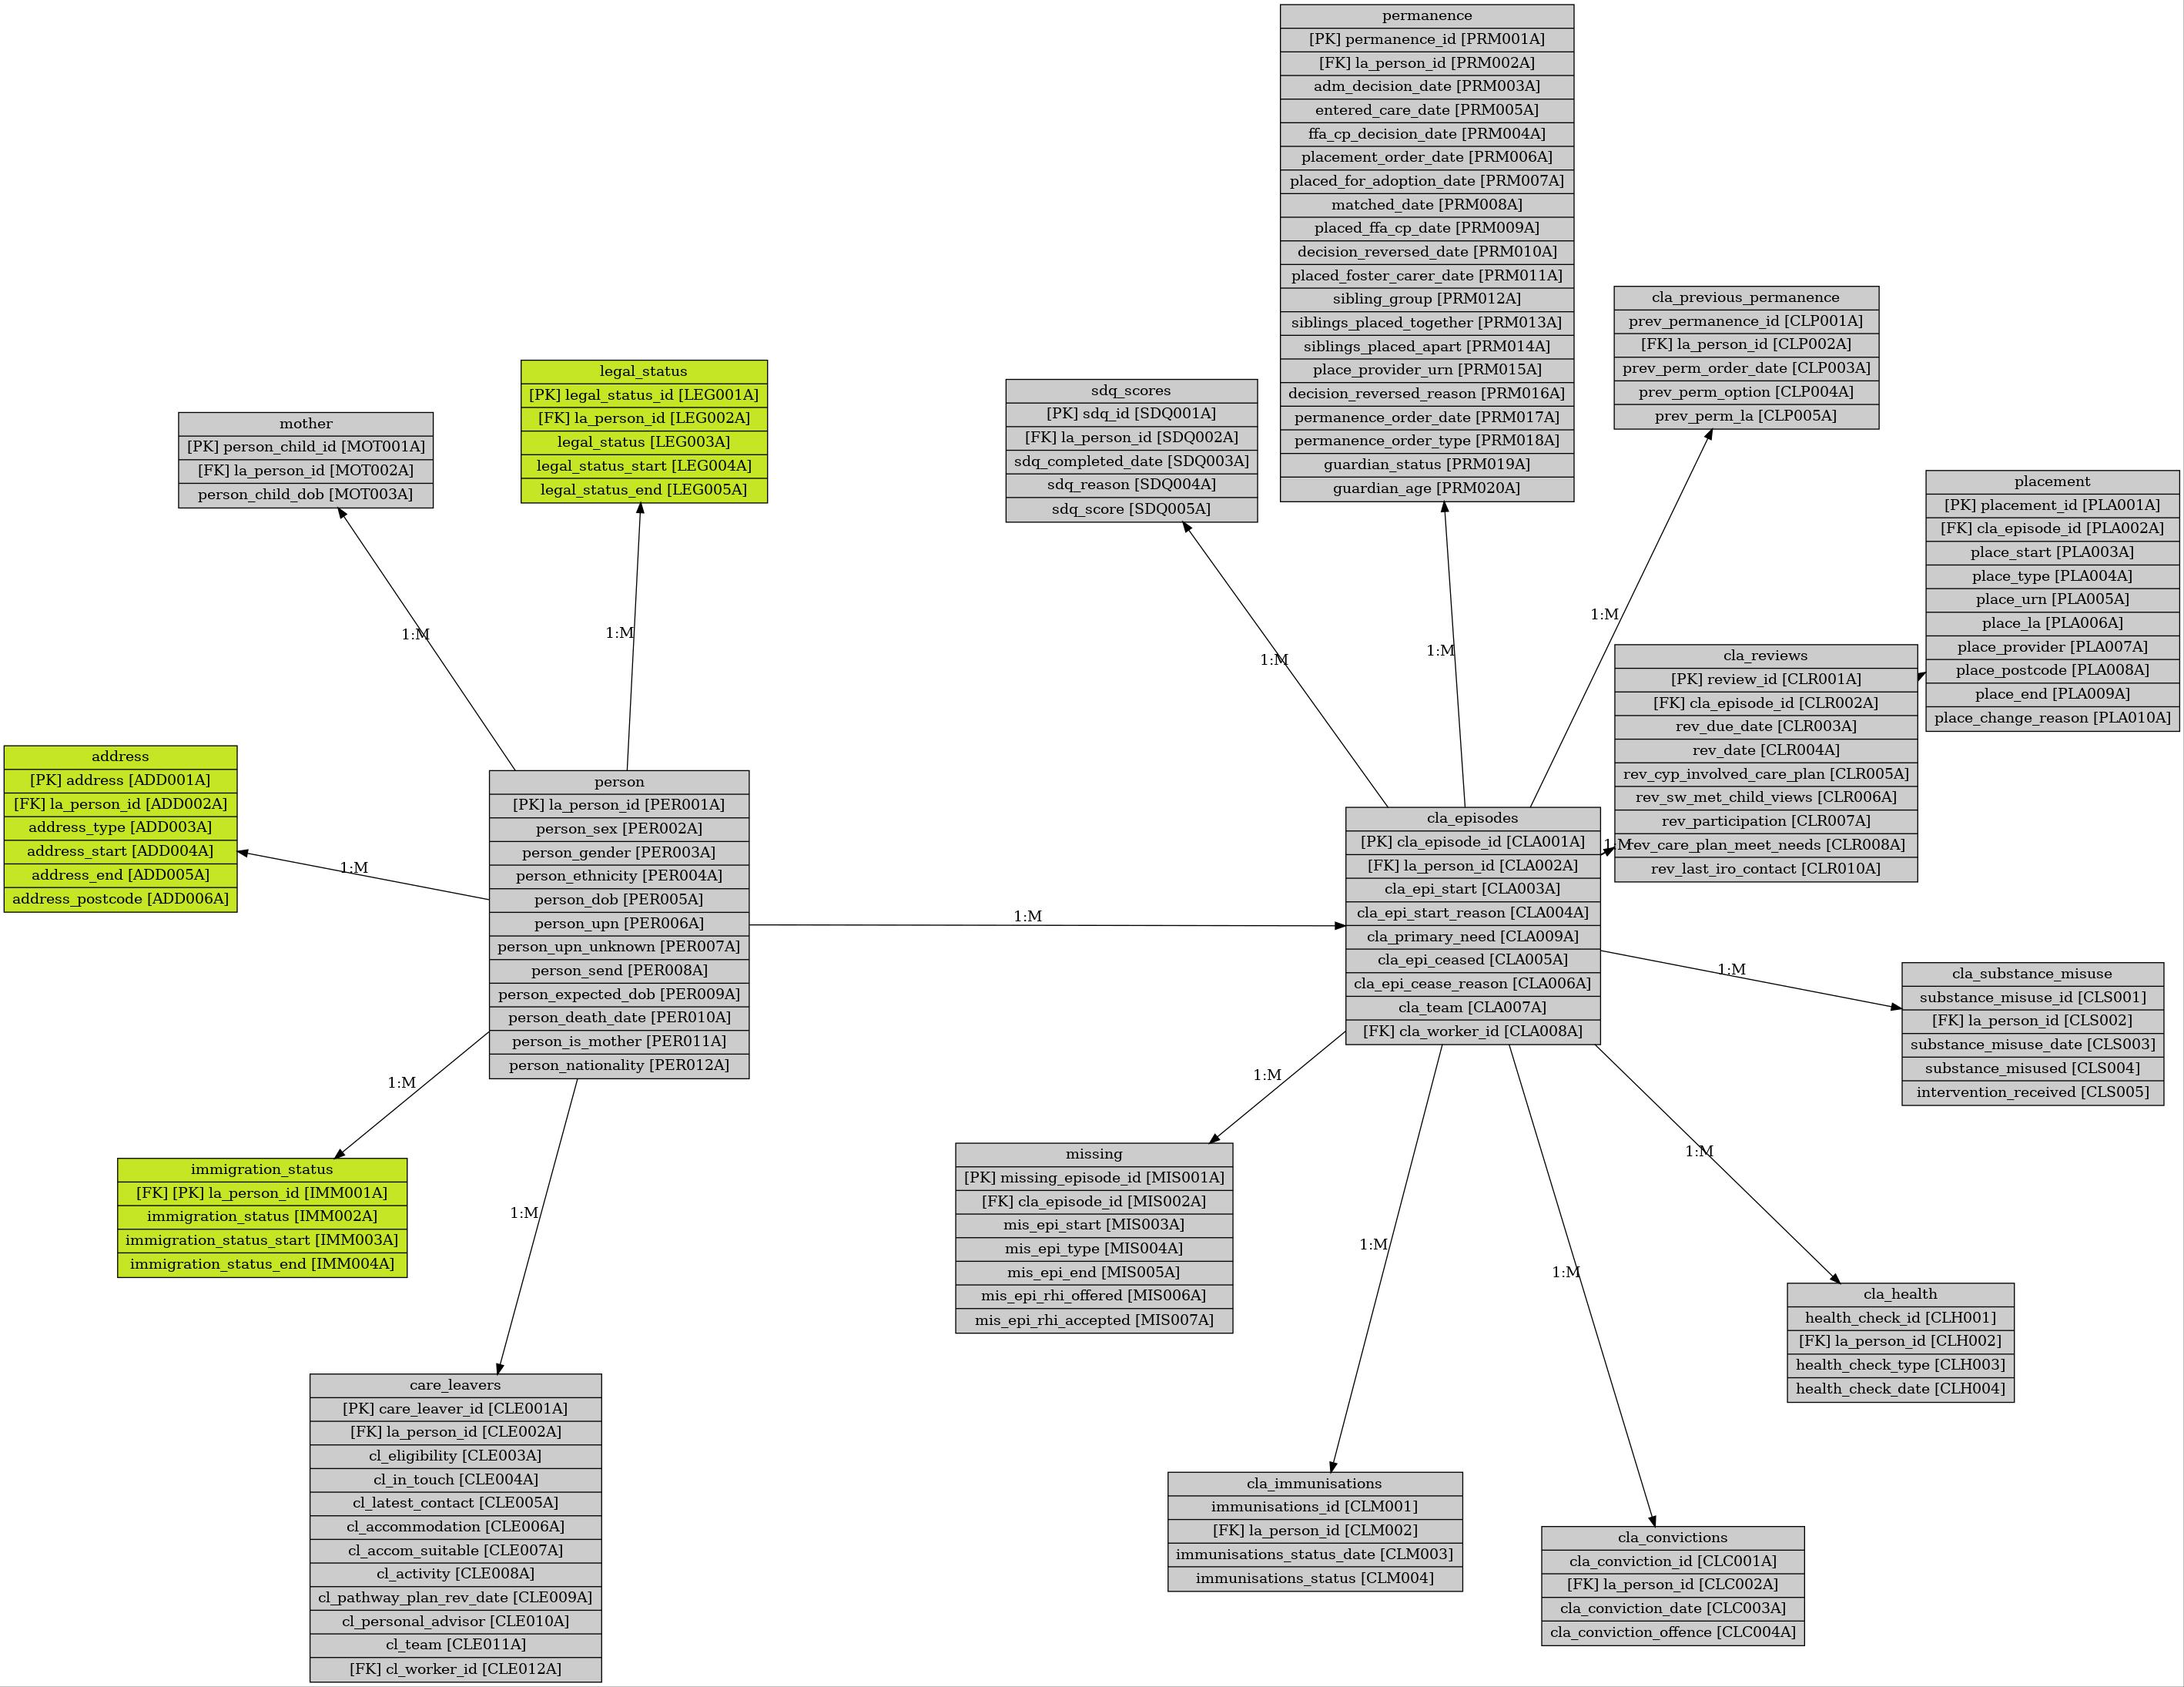 permanence
[PK] permanence_id [PRM001A]
[FK] la_person_id [PRM002A]
adm_decision_date [PRM003A]
entered_care_date [PRM005A]
ffa_cp_decision_date [PRM004A]
placement_order_date [PRM006A]
placed_for_adoption_date [PRM007A]
matched_date [PRM008A]
placed_ffa_cp_date [PRM009A]
decision_reversed_date [PRM010A]
placed_foster_carer_date [PRM011A]
sibling_group [PRM012A]
siblings_placed_together [PRM013A]
siblings_placed_apart [PRM014A]
place_provider_urn [PRM015A]
decision_reversed_reason [PRM016A]
permanence_order_date [PRM017A]
permanence_order_type [PRM018A]
guardian_status [PRM019A]
guardian_age [PRM020A]
cla_previous_permanence
prev_permanence_id [CLP001A]
[FK] la_person_id [CLP002A]
prev_perm_order_date [CLP003A]
prev_perm_option [CLP004A]
prev_perm_la [CLP005A]
legal_status
[PK] legal_status_id [LEG001A]
[FK] la_person_id [LEG002A]
legal_status [LEG003A]
legal_status_start [LEG004A]
legal_status_end [LEG005A]
sdq_scores
[PK] sdq_id [SDQ001A]
[FK] la_person_id [SDQ002A]
sdq_completed_date [SDQ003A]
sdq_reason [SDQ004A]
sdq_score [SDQ005A]
mother
[PK] person_child_id [MOT001A]
[FK] la_person_id [MOT002A]
person_child_dob [MOT003A]
placement
[PK] placement_id [PLA001A]
[FK] cla_episode_id [PLA002A]
place_start [PLA003A]
place_type [PLA004A]
place_urn [PLA005A]
place_la [PLA006A]
place_provider [PLA007A]
place_postcode [PLA008A]
place_end [PLA009A]
place_change_reason [PLA010A]
1:M
1:M
1:M
1:M
1:M
cla_reviews
[PK] review_id [CLR001A]
[FK] cla_episode_id [CLR002A]
rev_due_date [CLR003A]
rev_date [CLR004A]
rev_cyp_involved_care_plan [CLR005A]
rev_sw_met_child_views [CLR006A]
rev_participation [CLR007A]
rev_care_plan_meet_needs [CLR008A]
rev_last_iro_contact [CLR010A]
1:M
address
[PK] address [ADD001A]
[FK] la_person_id [ADD002A]
address_type [ADD003A]
address_start [ADD004A]
address_end [ADD005A]
address_postcode [ADD006A]
1:M
person
[PK] la_person_id [PER001A]
person_sex [PER002A]
person_gender [PER003A]
person_ethnicity [PER004A]
person_dob [PER005A]
person_upn [PER006A]
person_upn_unknown [PER007A]
person_send [PER008A]
person_expected_dob [PER009A]
person_death_date [PER010A]
person_is_mother [PER011A]
person_nationality [PER012A]
1:M
cla_episodes
[PK] cla_episode_id [CLA001A]
[FK] la_person_id [CLA002A]
cla_epi_start [CLA003A]
cla_epi_start_reason [CLA004A]
cla_primary_need [CLA009A]
cla_epi_ceased [CLA005A]
cla_epi_cease_reason [CLA006A]
cla_team [CLA007A]
[FK] cla_worker_id [CLA008A]
1:M
cla_substance_misuse
substance_misuse_id [CLS001]
[FK] la_person_id [CLS002]
substance_misuse_date [CLS003]
substance_misused [CLS004]
intervention_received [CLS005]
1:M
1:M
1:M
immigration_status
[FK] [PK] la_person_id [IMM001A]
immigration_status [IMM002A]
immigration_status_start [IMM003A]
immigration_status_end [IMM004A]
1:M
missing
[PK] missing_episode_id [MIS001A]
[FK] cla_episode_id [MIS002A]
mis_epi_start [MIS003A]
mis_epi_type [MIS004A]
mis_epi_end [MIS005A]
mis_epi_rhi_offered [MIS006A]
mis_epi_rhi_accepted [MIS007A]
1:M
1:M
cla_health
health_check_id [CLH001]
[FK] la_person_id [CLH002]
health_check_type [CLH003]
health_check_date [CLH004]
care_leavers
[PK] care_leaver_id [CLE001A]
[FK] la_person_id [CLE002A]
cl_eligibility [CLE003A]
cl_in_touch [CLE004A]
cl_latest_contact [CLE005A]
cl_accommodation [CLE006A]
cl_accom_suitable [CLE007A]
cl_activity [CLE008A]
cl_pathway_plan_rev_date [CLE009A]
cl_personal_advisor [CLE010A]
cl_team [CLE011A]
[FK] cl_worker_id [CLE012A]
cla_immunisations
immunisations_id [CLM001]
[FK] la_person_id [CLM002]
immunisations_status_date [CLM003]
immunisations_status [CLM004]
cla_convictions
cla_conviction_id [CLC001A]
[FK] la_person_id [CLC002A]
cla_conviction_date [CLC003A]
cla_conviction_offence [CLC004A]